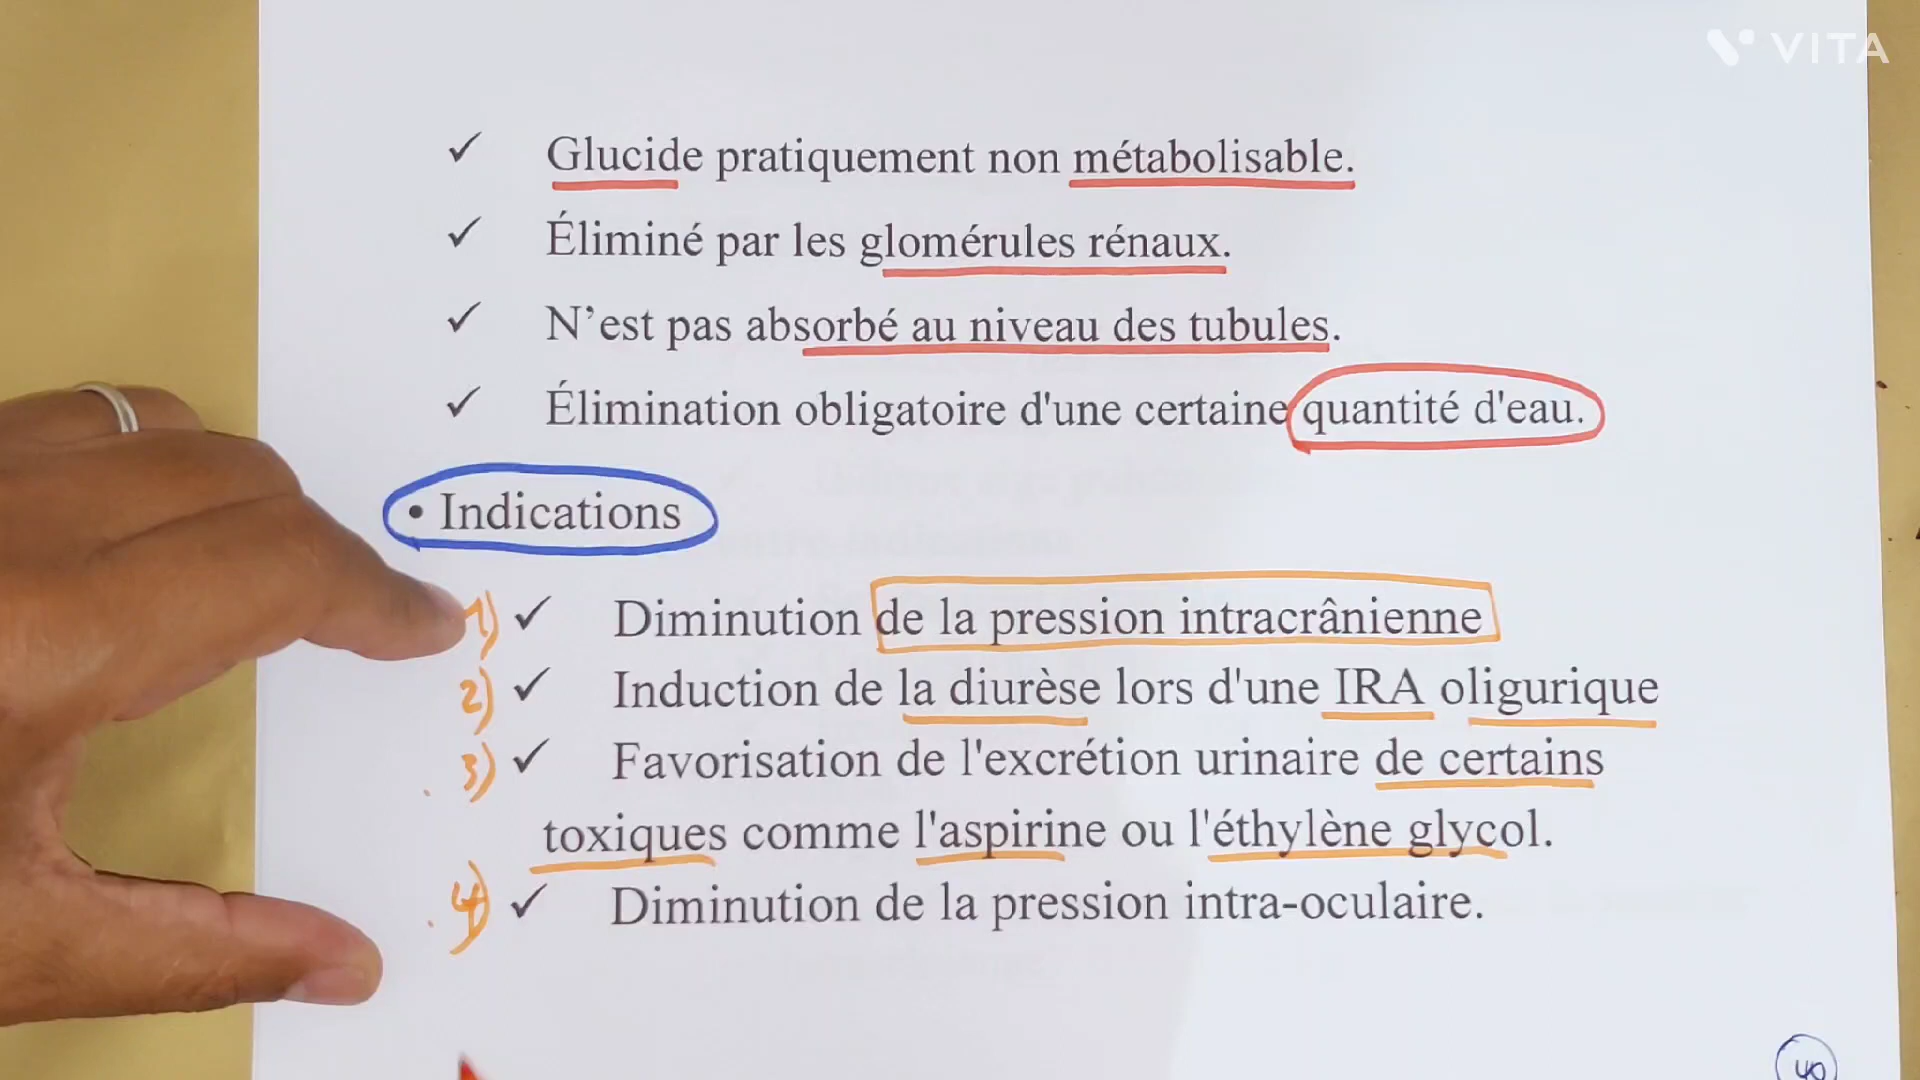 VITA
✓ Glucide pratiquement non métabolisable.
✓ Éliminé par les glomérules rénaux.
✓ N’est pas absorbé au niveau des tubules.
✓ Élimination obligatoire d'une certaine quantité d'eau.
• Indications
1) ✓ Diminution de la pression intracrânienne
2) ✓ Induction de la diurèse lors d'une IRA oligurique
3) ✓ Favorisation de l'excrétion urinaire de certains
toxiques comme l'aspirine ou l'éthylène glycol.
4) ✓ Diminution de la pression intra-oculaire.
40